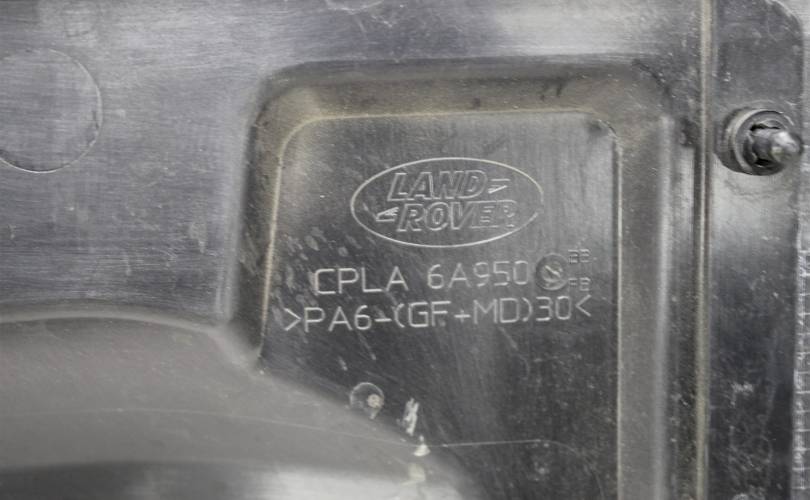 LAND
ROVER
CPLA 6A950
>PA6-(GF+MD)30<